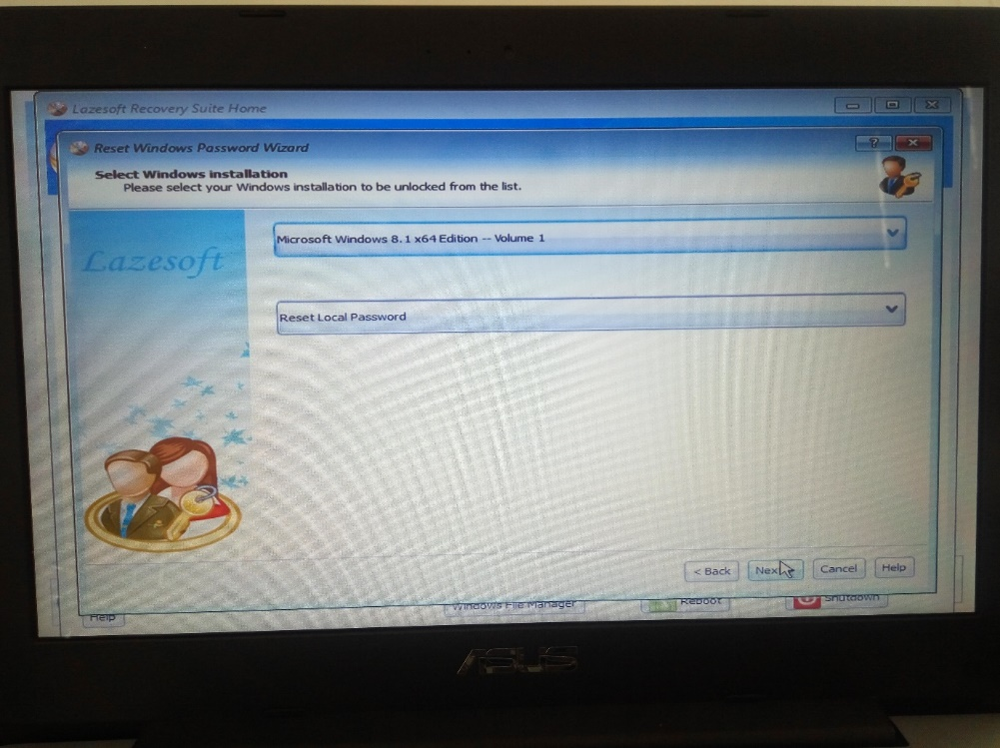 Lazesoft Recovery Suite Home
Reset Windows Password Wizard
Select Windows installation
Please select your Windows installation to be unlocked from the list.
Lazesoft
Microsoft Windows 8.1 x64 Edition -- Volume 1
Reset Local Password
< Back
Nex
Cancel
Help
Help
Windows File Manager
Reboot
Shutdown
ASUS